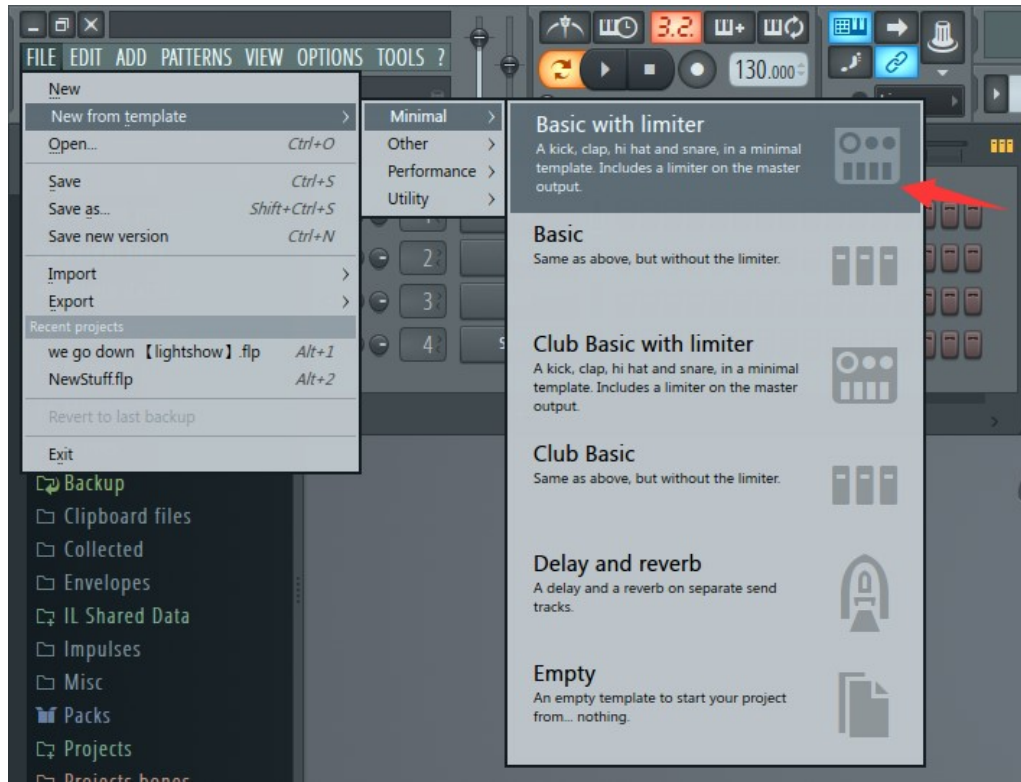 FILE EDIT ADD PATTERNS VIEW OPTIONS TOOLS ?
3.2.
130.000
New
New from template
Open... Ctrl+O
Save Ctrl+S
Save as... Shift+Ctrl+S
Save new version Ctrl+N
Import
Export
Recent projects
we go down【lightshow】.flp Alt+1
NewStuff.flp Alt+2
Revert to last backup
Exit
Minimal
Other
Performance
Utility
Basic with limiter
A kick, clap, hi hat and snare, in a minimal
template. Includes a limiter on the master
output.
Basic
Same as above, but without the limiter.
Club Basic with limiter
A kick, clap, hi hat and snare, in a minimal
template. Includes a limiter on the master
output.
Club Basic
Same as above, but without the limiter.
Delay and reverb
A delay and a reverb on separate send
tracks.
Empty
An empty template to start your project
from... nothing.
2
3
4
Backup
Clipboard files
Collected
Envelopes
IL Shared Data
Impulses
Misc
Packs
Projects
Projects bones